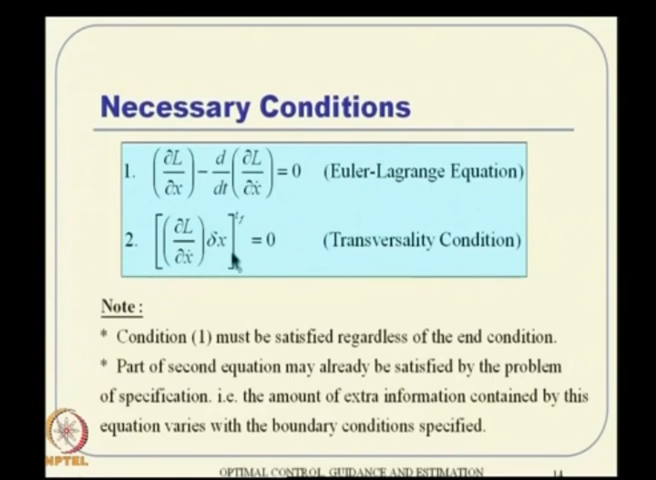 Necessary Conditions
1. (∂L/∂x) − d/dt (∂L/∂ẋ) = 0 (Euler-Lagrange Equation)
2. [(∂L/∂ẋ) δx]^{t_f} = 0 (Transversality Condition)
Note :
* Condition (1) must be satisfied regardless of the end condition.
* Part of second equation may already be satisfied by the problem
of specification. i.e. the amount of extra information contained by this
equation varies with the boundary conditions specified.
NPTEL
OPTIMAL CONTROL, GUIDANCE AND ESTIMATION
14